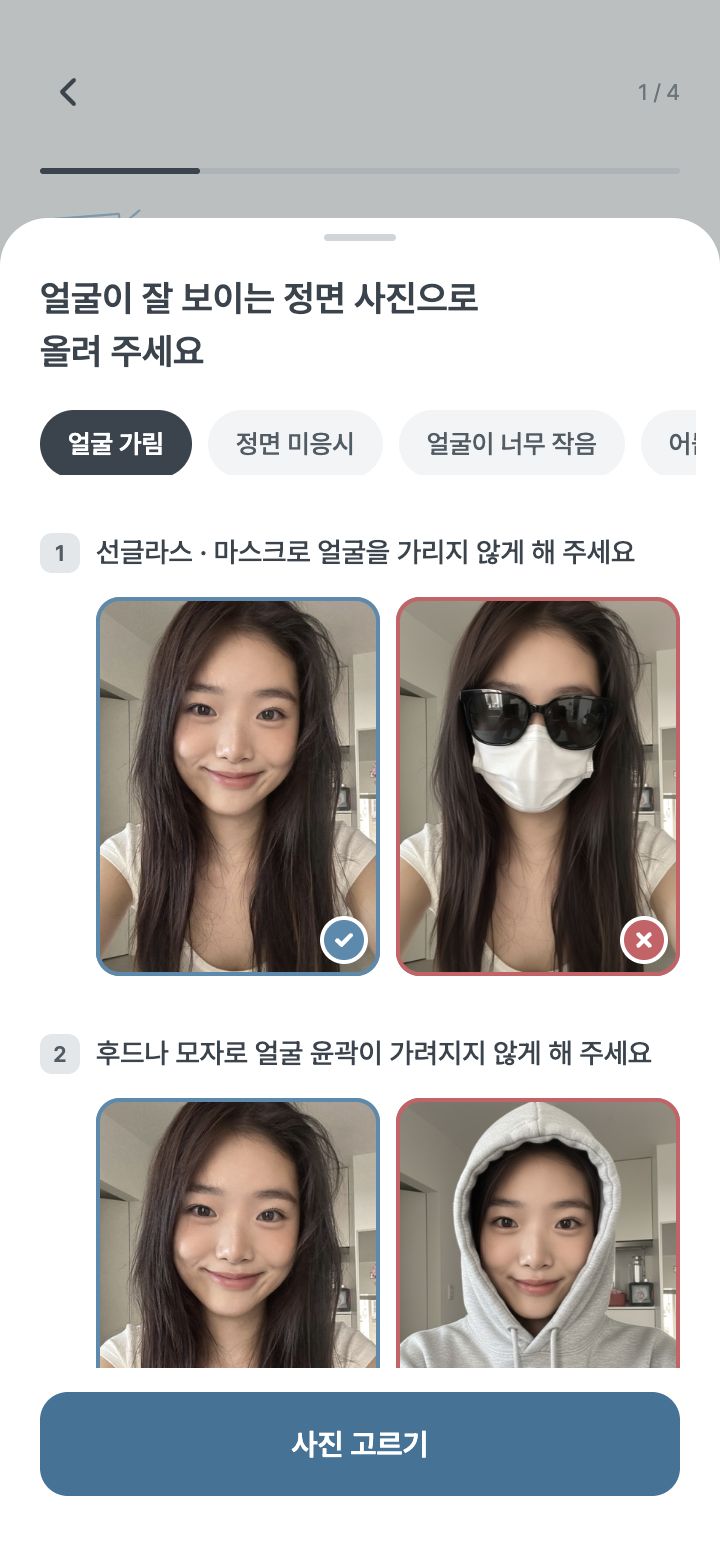 1 / 4
얼굴이 잘 보이는 정면 사진으로
올려 주세요
얼굴 가림
정면 미응시
얼굴이 너무 작음
1
선글라스 · 마스크로 얼굴을 가리지 않게 해 주세요
2
후드나 모자로 얼굴 윤곽이 가려지지 않게 해 주세요
사진 고르기